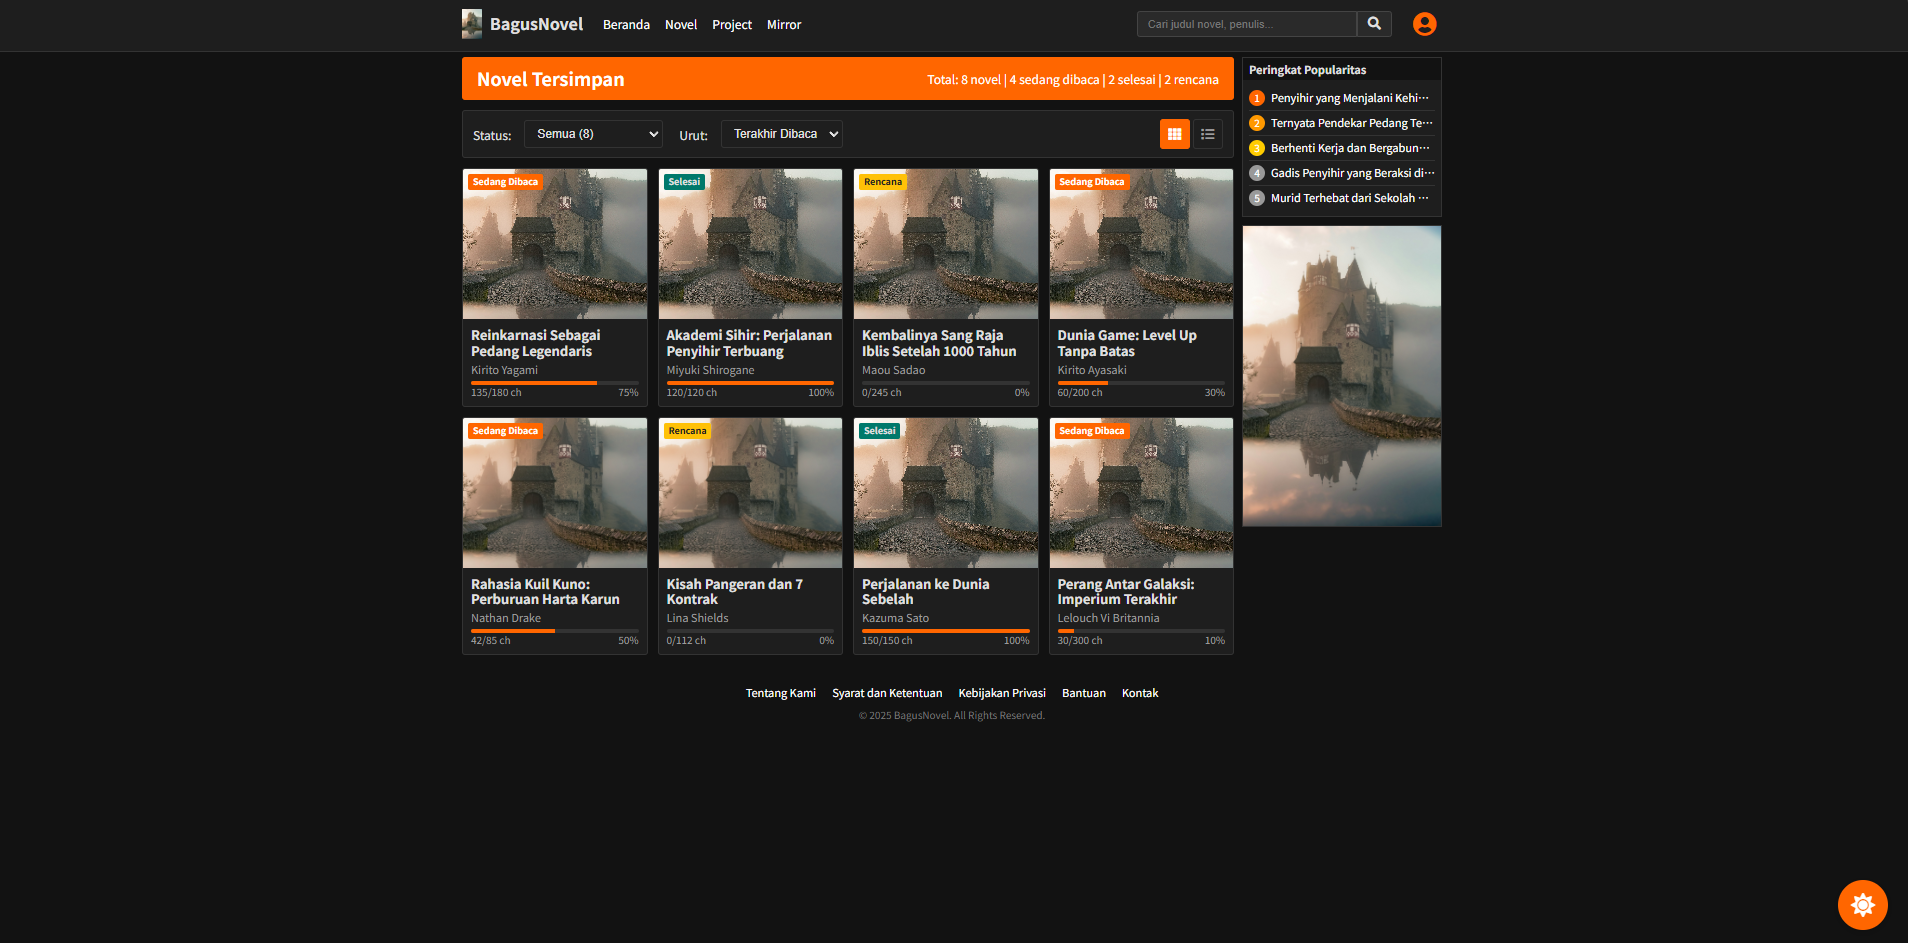 BagusNovel
Beranda Novel Project Mirror
Cari judul novel, penulis...
Novel Tersimpan
Total: 8 novel | 4 sedang dibaca | 2 selesai | 2 rencana
Status: Semua (8) Urut: Terakhir Dibaca
Sedang Dibaca
Reinkarnasi Sebagai
Pedang Legendaris
Kirito Yagami
135/180 ch 75%
Selesai
Akademi Sihir: Perjalanan
Penyihir Terbuang
Miyuki Shirogane
120/120 ch 100%
Rencana
Kembalinya Sang Raja
Iblis Setelah 1000 Tahun
Maou Sadao
0/245 ch 0%
Sedang Dibaca
Dunia Game: Level Up
Tanpa Batas
Kirito Ayasaki
60/200 ch 30%
Sedang Dibaca
Rahasia Kuil Kuno:
Perburuan Harta Karun
Nathan Drake
42/85 ch 50%
Rencana
Kisah Pangeran dan 7
Kontrak
Lina Shields
0/112 ch 0%
Selesai
Perjalanan ke Dunia
Sebelah
Kazuma Sato
150/150 ch 100%
Sedang Dibaca
Perang Antar Galaksi:
Imperium Terakhir
Lelouch Vi Britannia
30/300 ch 10%
Peringkat Popularitas
1 Penyihir yang Menjalani Kehi...
2 Ternyata Pendekar Pedang Te...
3 Berhenti Kerja dan Bergabun...
4 Gadis Penyihir yang Beraksi di...
5 Murid Terhebat dari Sekolah ...
Tentang Kami Syarat dan Ketentuan Kebijakan Privasi Bantuan Kontak
© 2025 BagusNovel. All Rights Reserved.